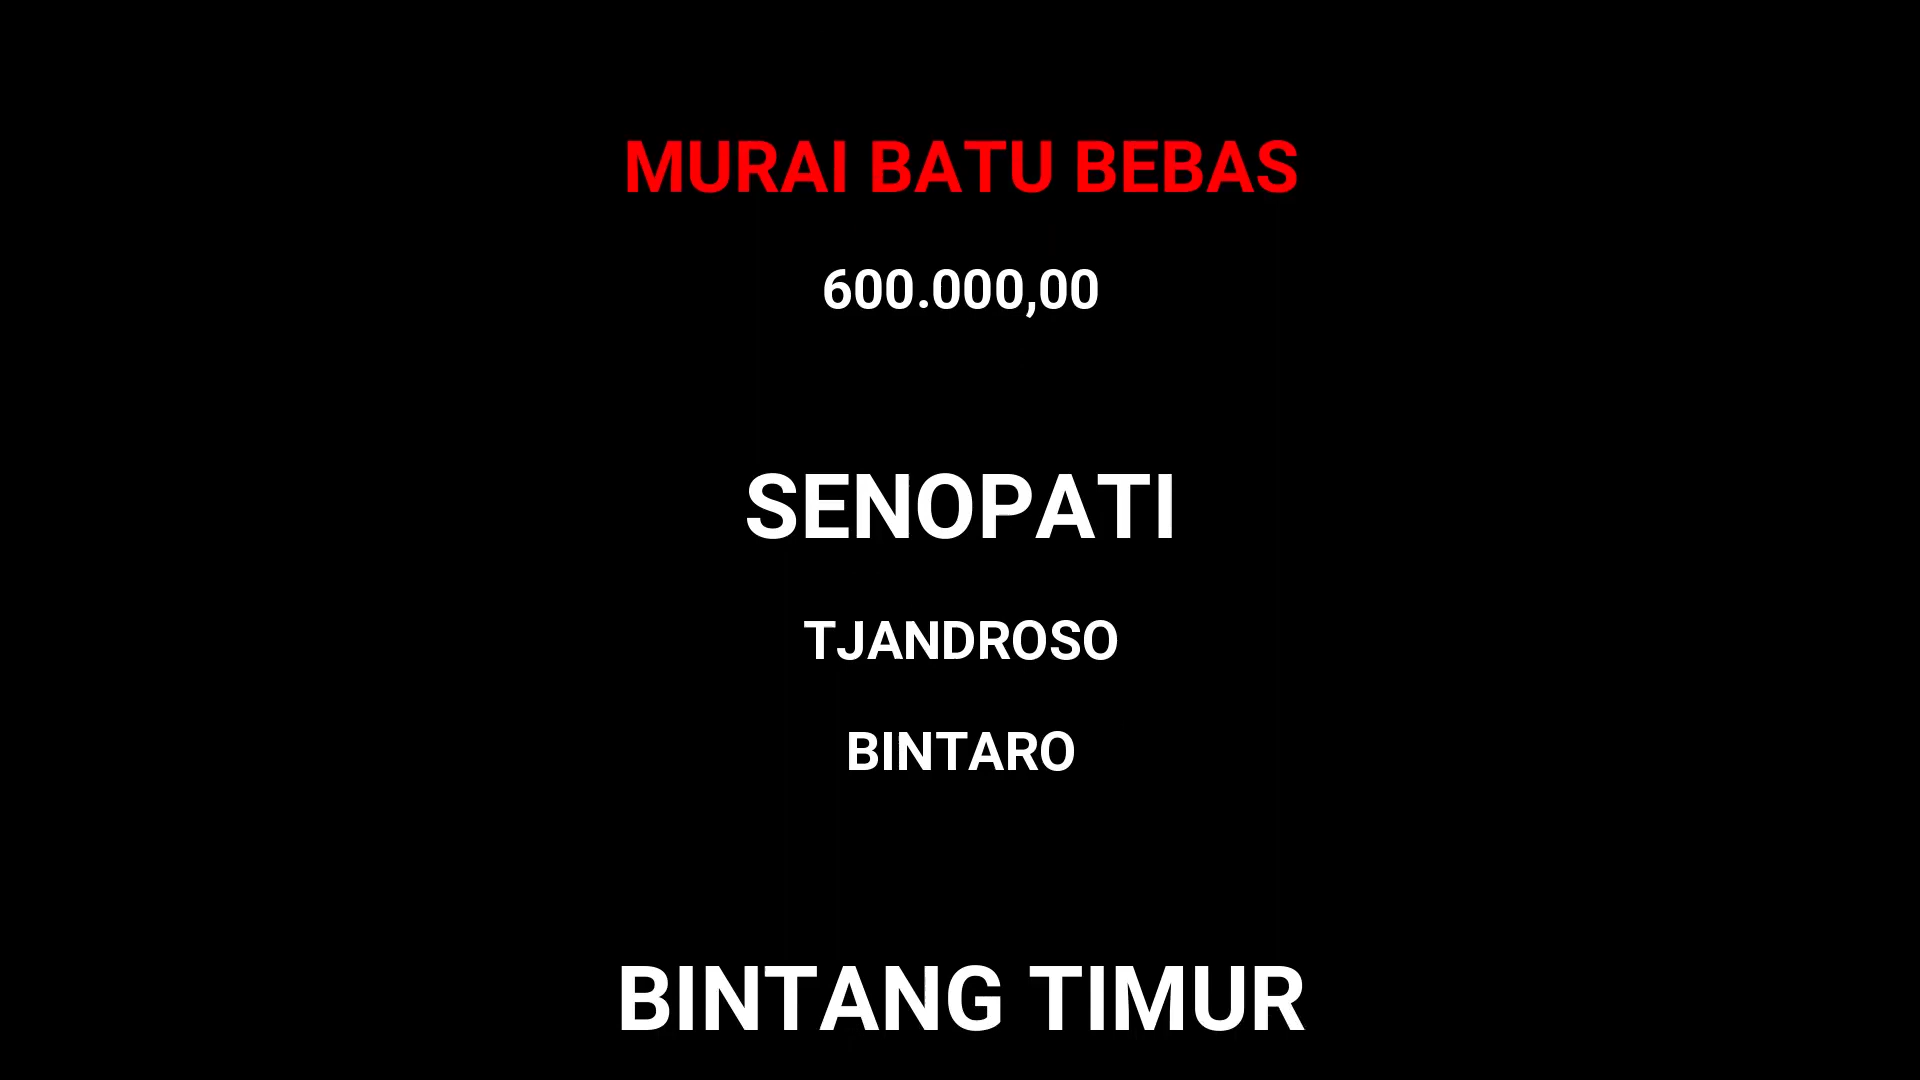 MURAI BATU BEBAS
600.000,00
SENOPATI
TJANDROSO
BINTARO
BINTANG TIMUR